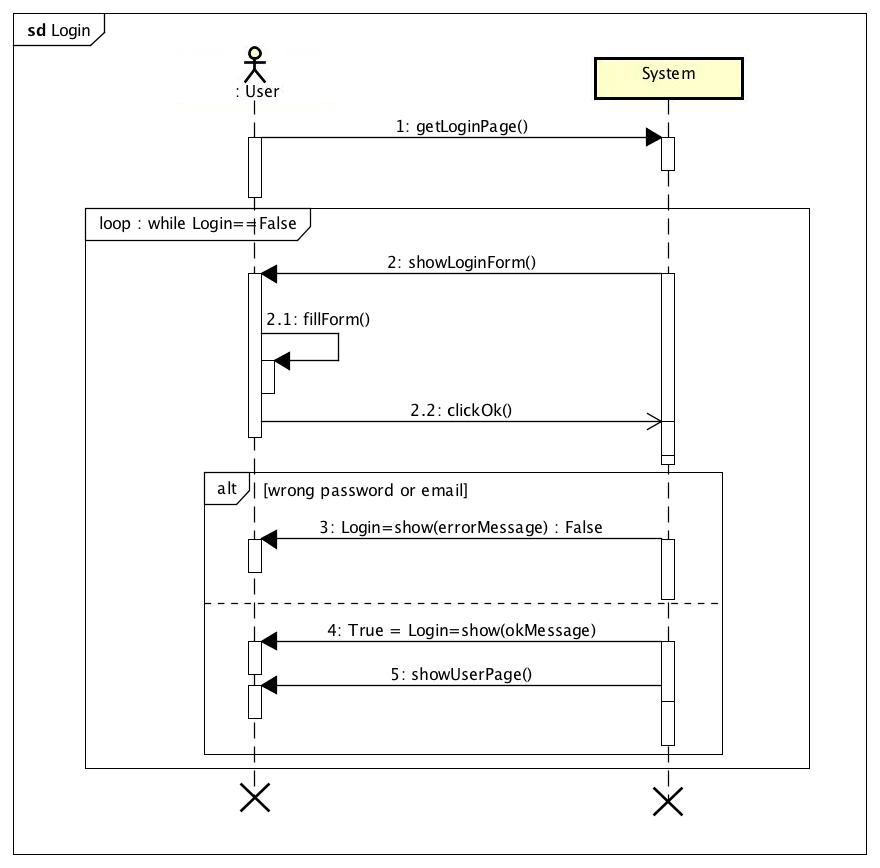 sd Login
: User
System
1: getLoginPage()
loop : while Login==False
2: showLoginForm()
2.1: fillForm()
2.2: clickOk()
alt
[wrong password or email]
3: Login=show(errorMessage) : False
4: True = Login=show(okMessage)
5: showUserPage()